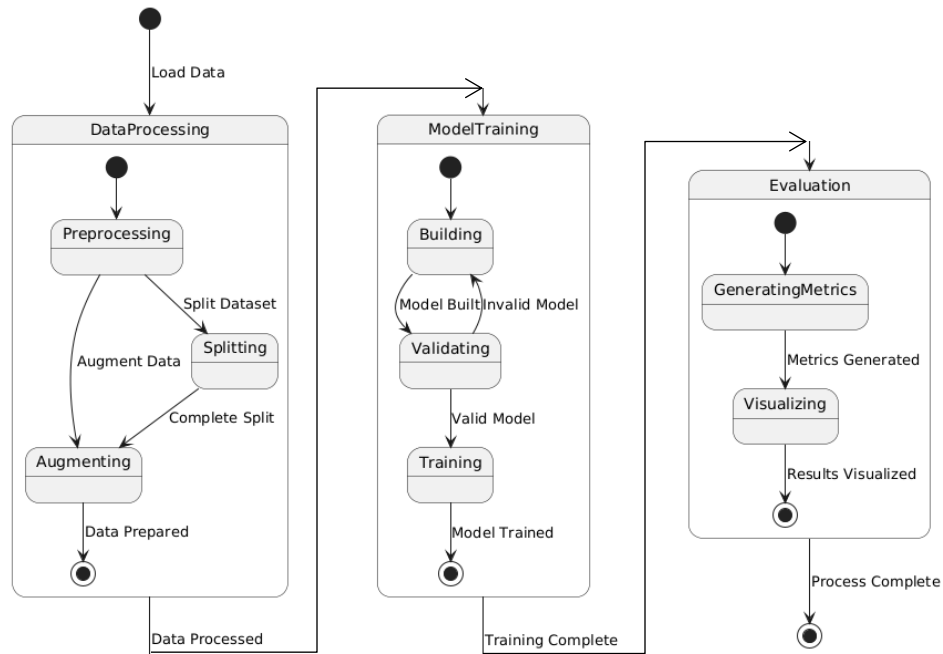 Load Data
DataProcessing
Preprocessing
Split Dataset
Splitting
Augment Data
Complete Split
Augmenting
Data Prepared
Data Processed
ModelTraining
Building
Model Built
Invalid Model
Validating
Valid Model
Training
Model Trained
Training Complete
Evaluation
GeneratingMetrics
Metrics Generated
Visualizing
Results Visualized
Process Complete